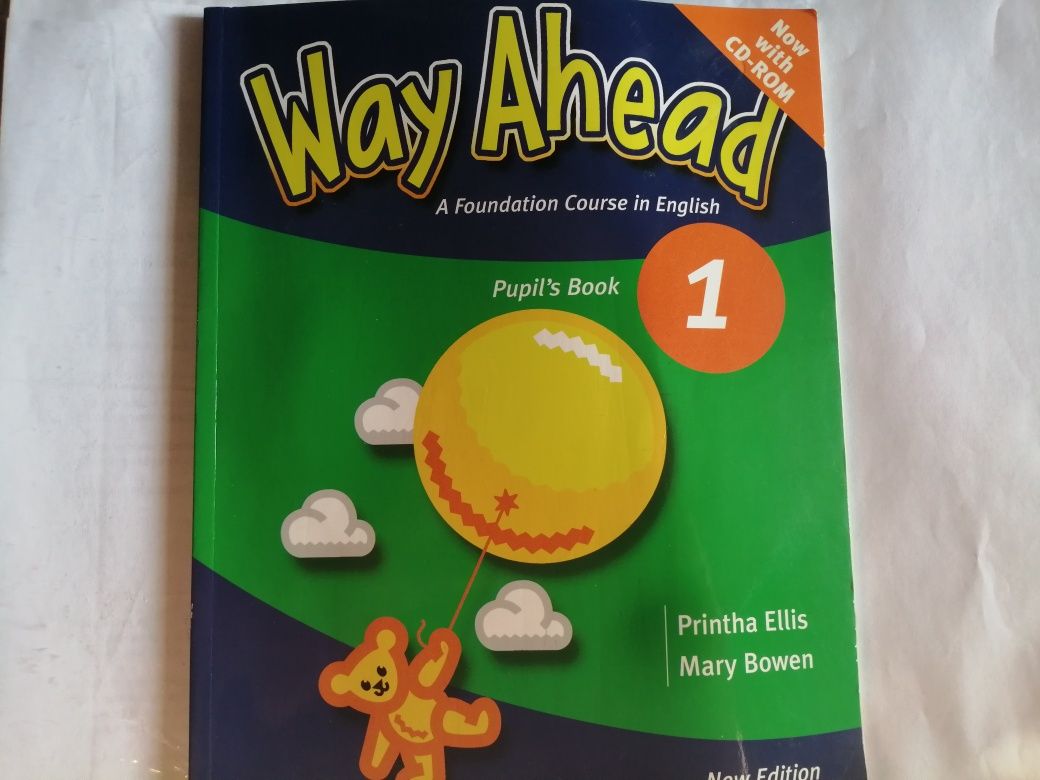 Way Ahead
Now
with
CD-ROM
A Foundation Course in English
Pupil's Book
1
Printha Ellis
Mary Bowen
New Edition